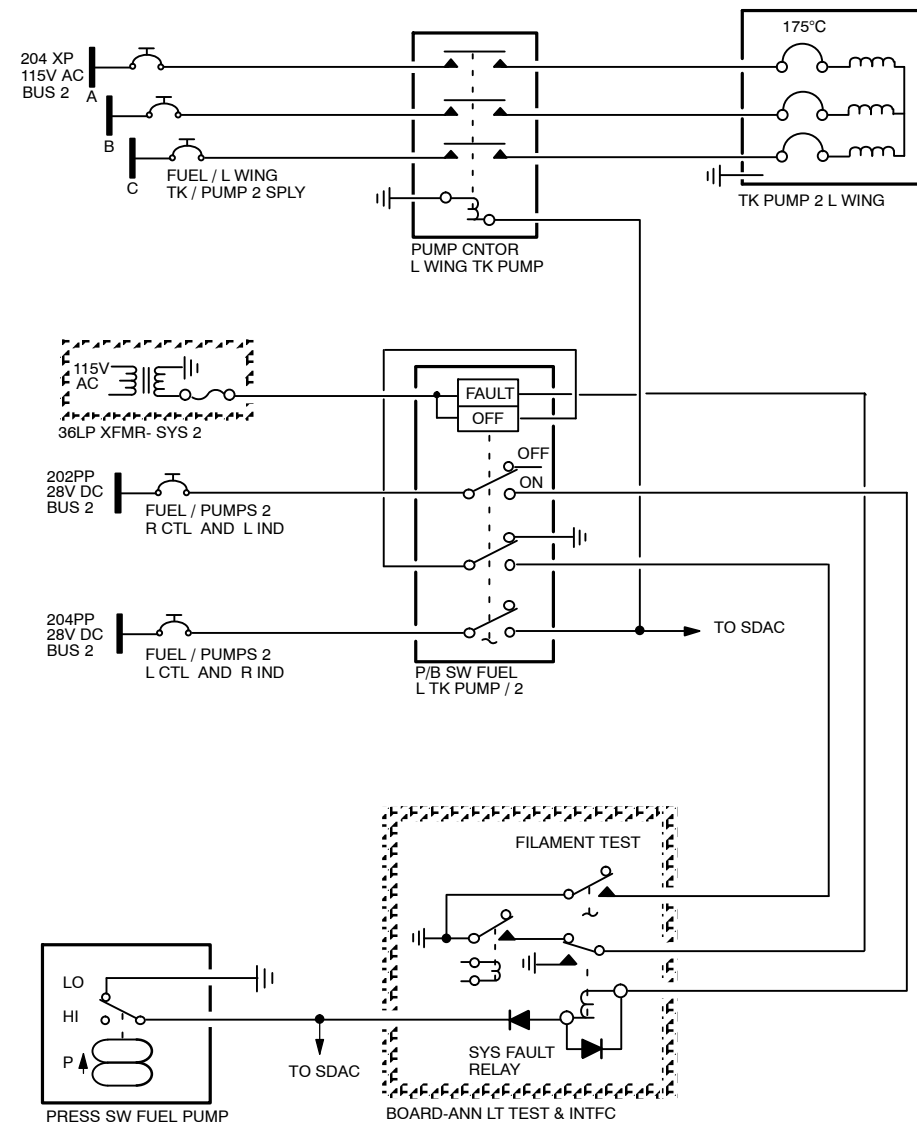 204 XP
115V AC
BUS 2
A
B
C
FUEL / L WING
TK / PUMP 2 SPLY
PUMP CNTOR
L WING TK PUMP
175°C
TK PUMP 2 L WING
115V
AC
36LP XFMR- SYS 2
FAULT
OFF
OFF
ON
202PP
28V DC
BUS 2
FUEL / PUMPS 2
R CTL AND L IND
204PP
28V DC
BUS 2
FUEL / PUMPS 2
L CTL AND R IND
TO SDAC
P/B SW FUEL
L TK PUMP / 2
FILAMENT TEST
SYS FAULT
RELAY
BOARD-ANN LT TEST & INTFC
LO
HI
P
TO SDAC
PRESS SW FUEL PUMP